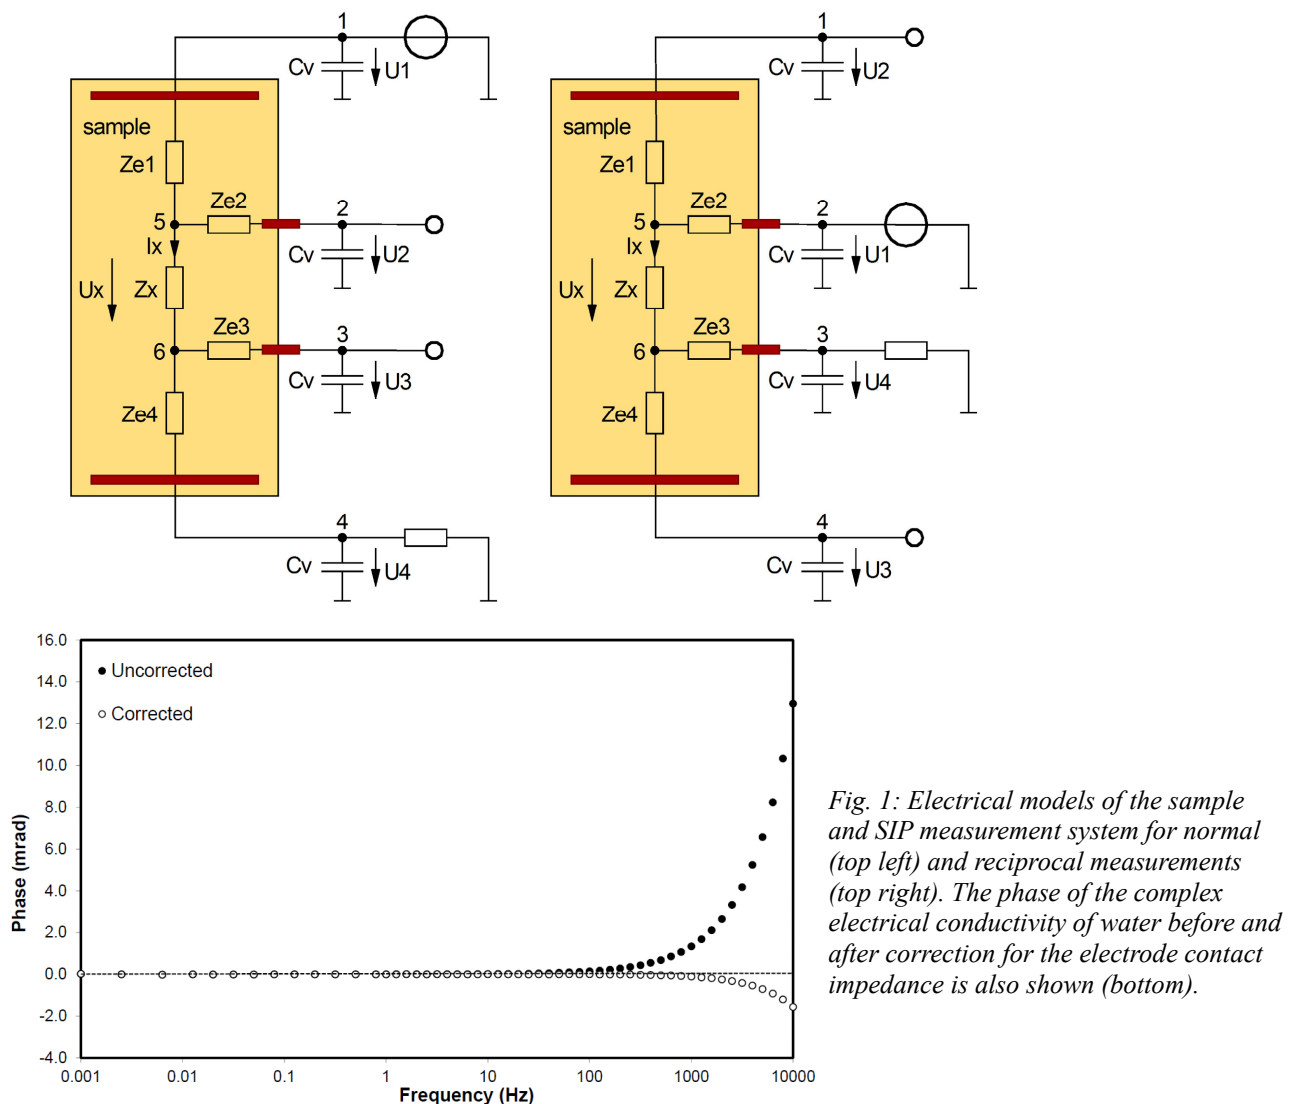 1
Cv
U1
sample
Ze1
Ze2
5
2
Ix
Cv
U2
Ux
Zx
Ze3
6
3
Cv
U3
Ze4
4
Cv
U4
1
Cv
U2
sample
Ze1
Ze2
5
2
Ix
Cv
U1
Ux
Zx
Ze3
6
3
Cv
U4
Ze4
4
Cv
U3
16.0
14.0
12.0
10.0
8.0
6.0
4.0
2.0
0.0
-2.0
-4.0
Phase (mrad)
Uncorrected
Corrected
0.001
0.01
0.1
1
10
100
1000
10000
Frequency (Hz)
Fig. 1: Electrical models of the sample
and SIP measurement system for normal
(top left) and reciprocal measurements
(top right). The phase of the complex
electrical conductivity of water before and
after correction for the electrode contact
impedance is also shown (bottom).